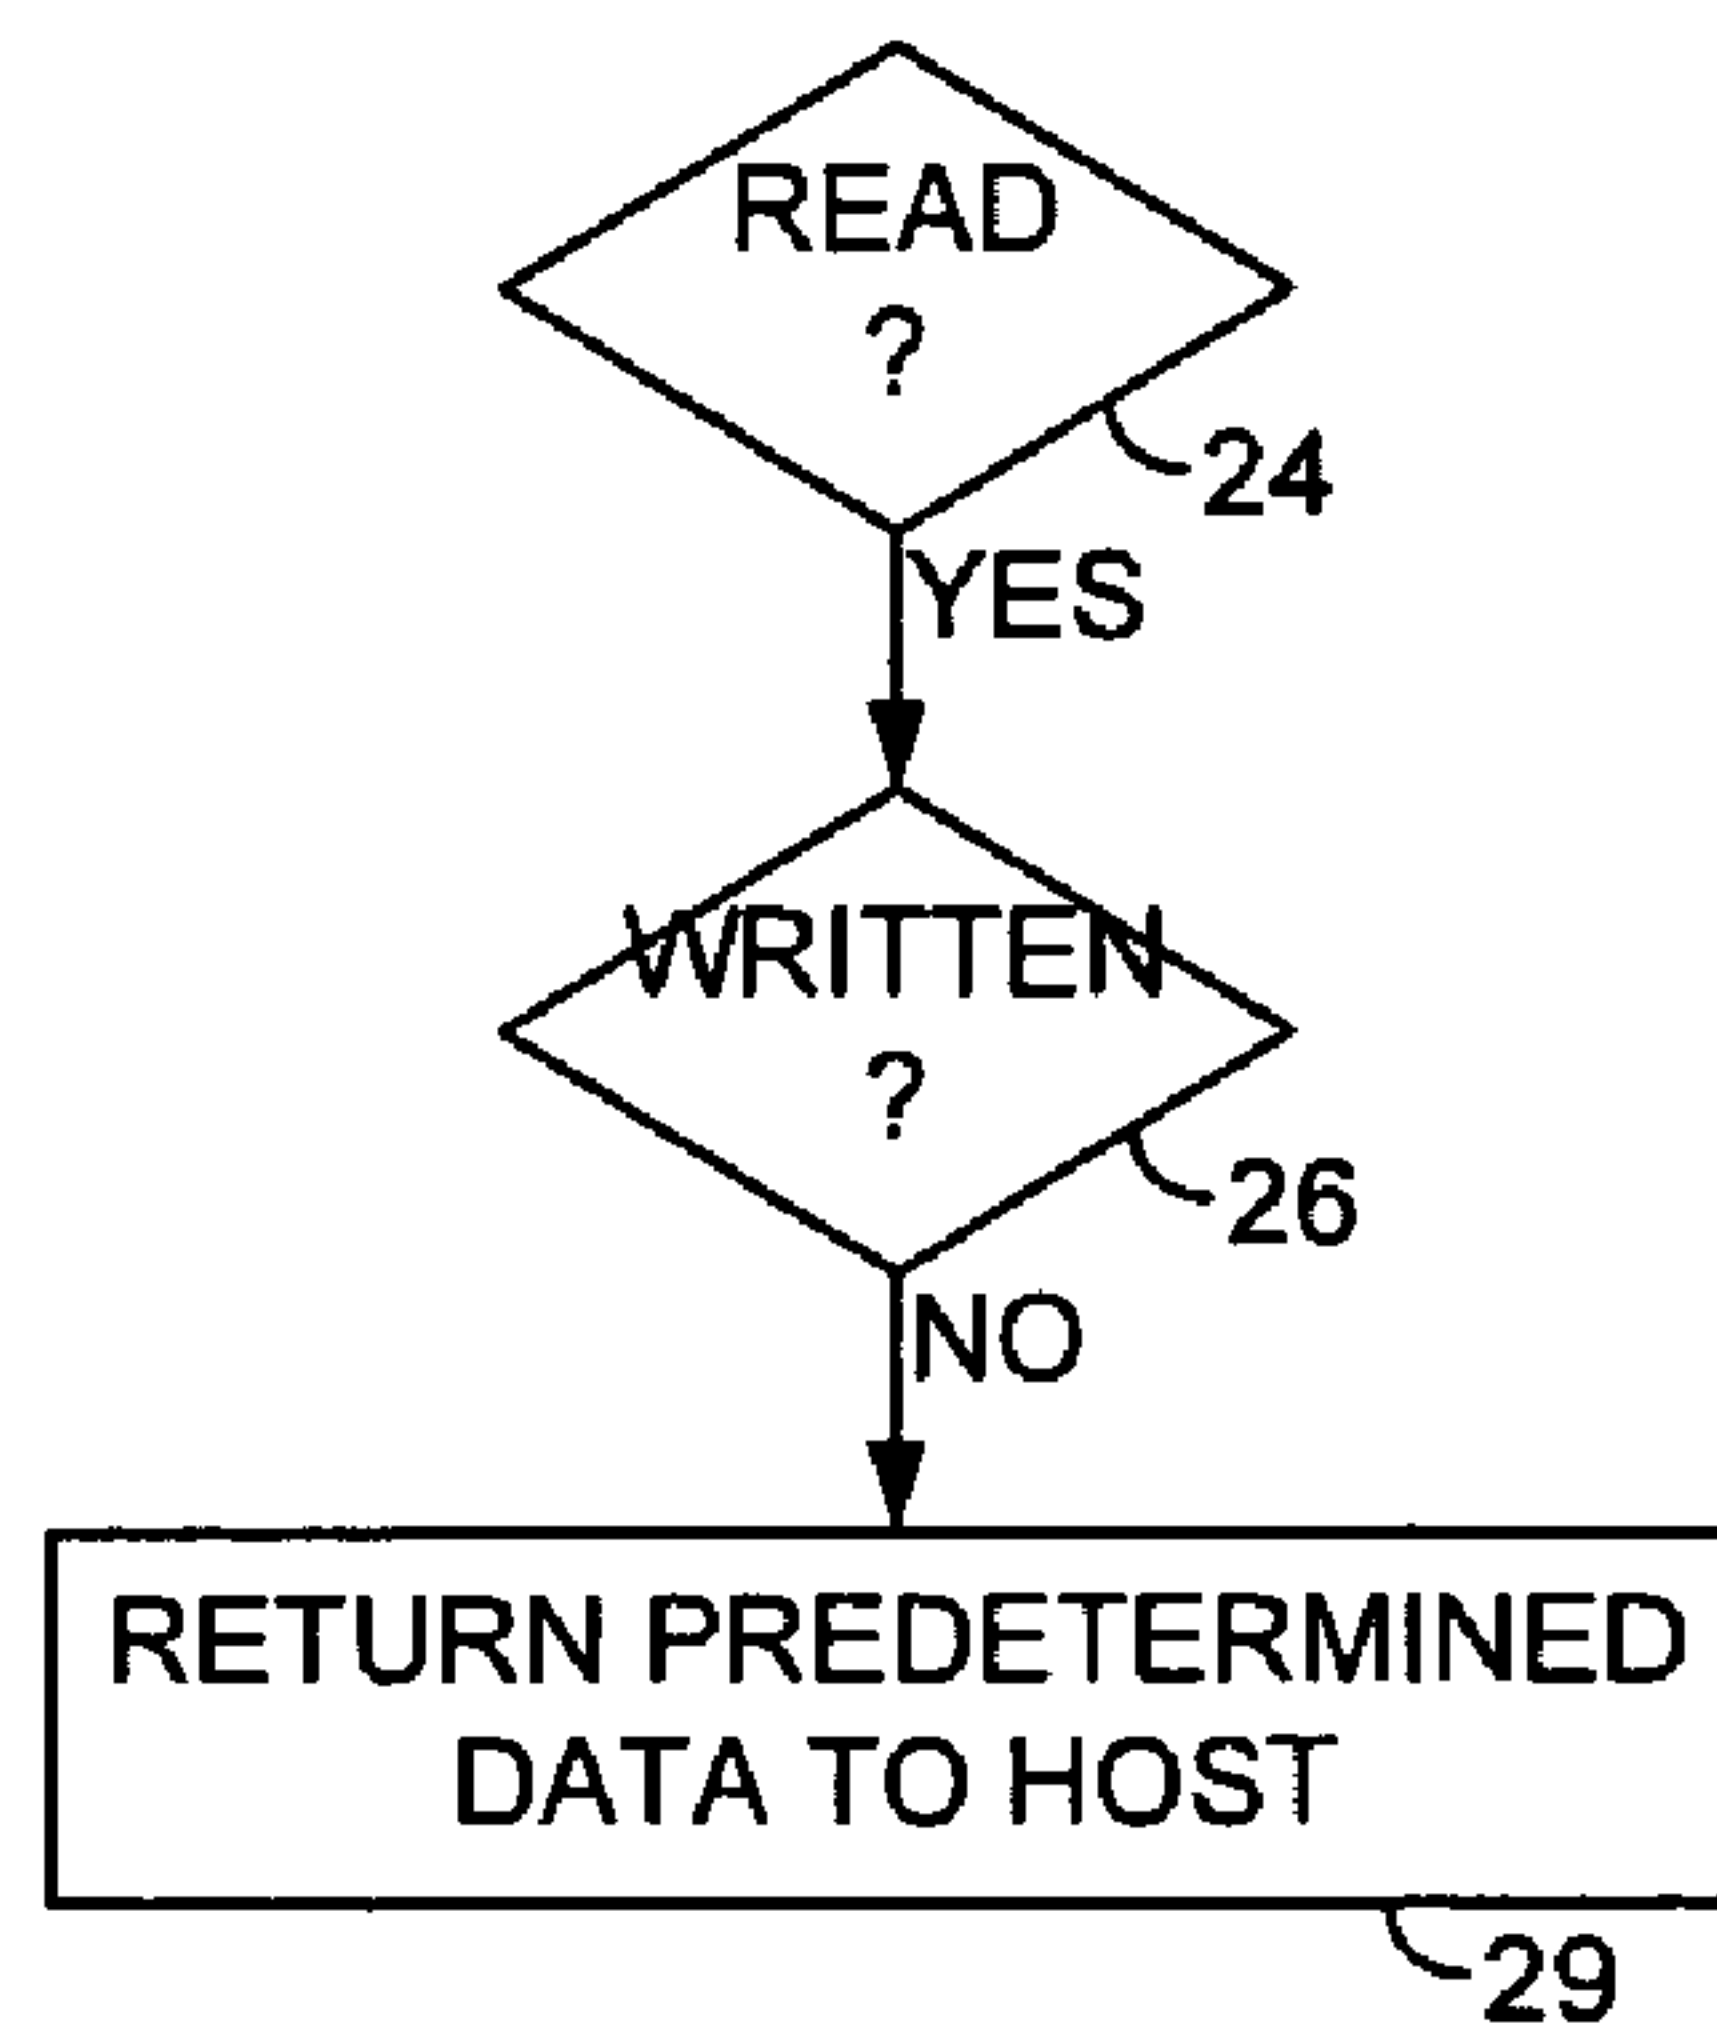 READ
?
24
YES
WRITTEN
?
26
NO
RETURN PREDETERMINED
DATA TO HOST
29